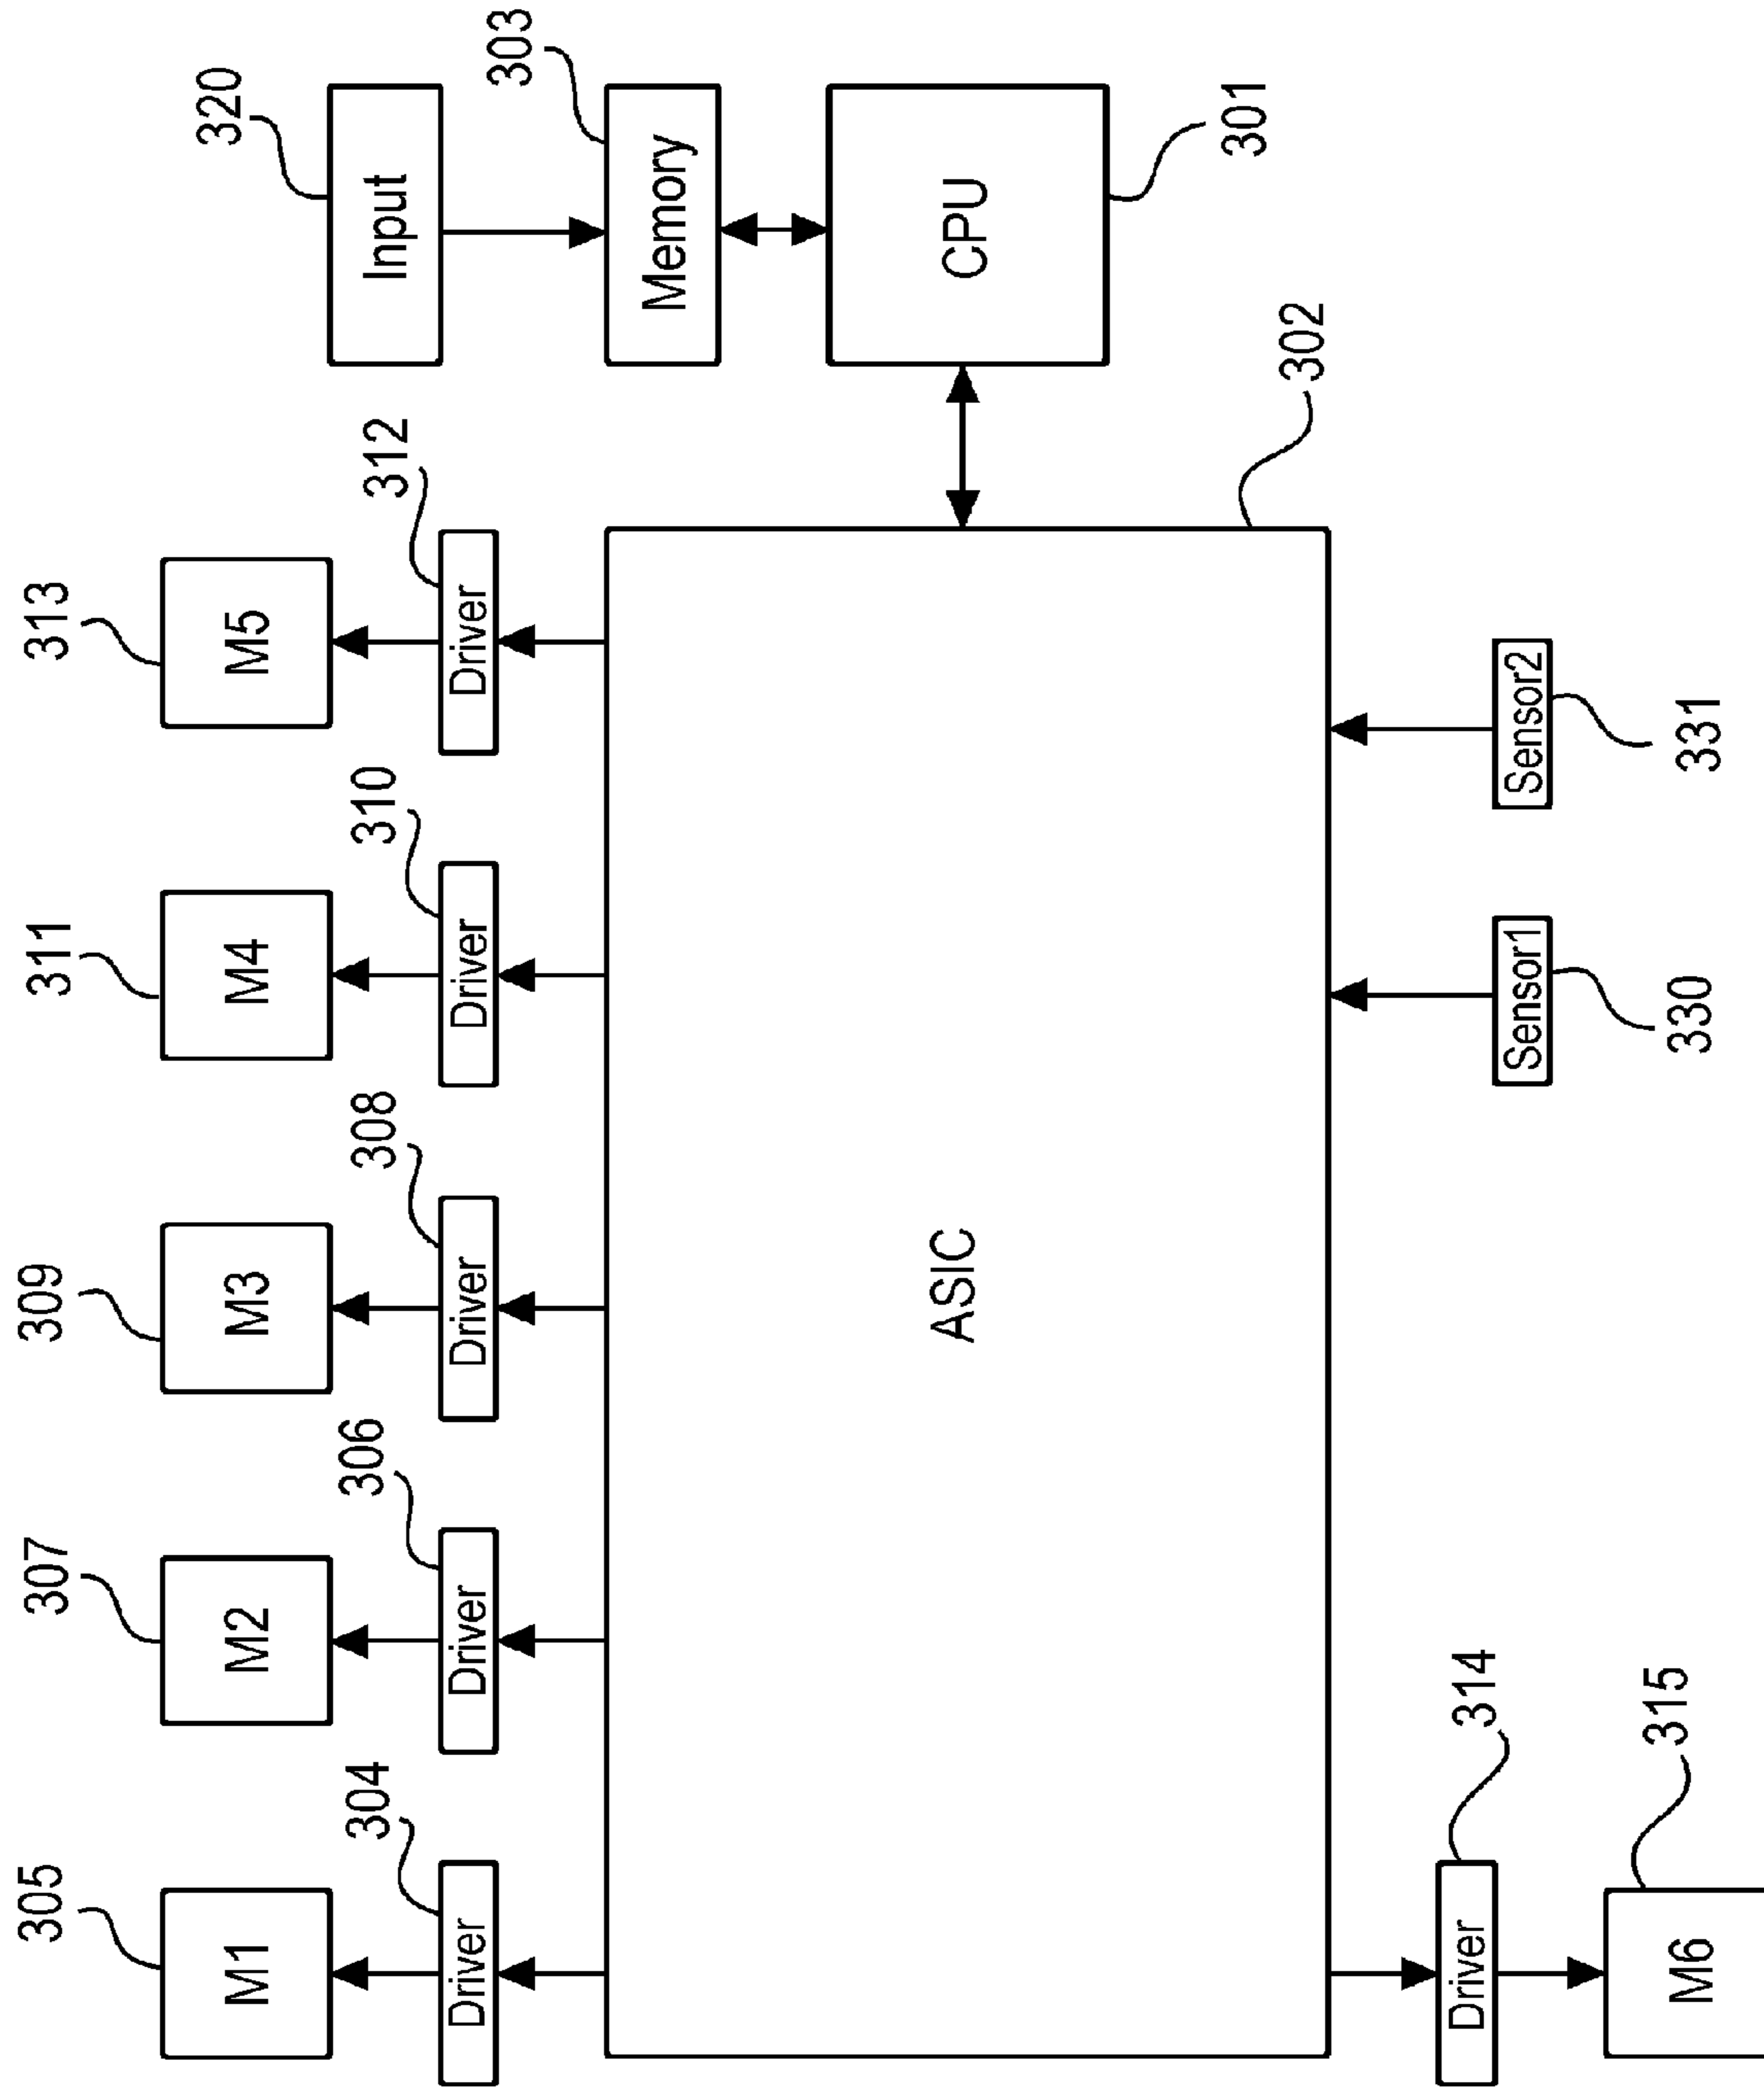 305
307
309
311
313
320
M1
M2
M3
M4
M5
Input
304
306
308
310
312
303
Driver
Driver
Driver
Driver
Driver
Memory
ASIC
CPU
301
302
314
Driver
Sensor1
Sensor2
315
330
331
M6